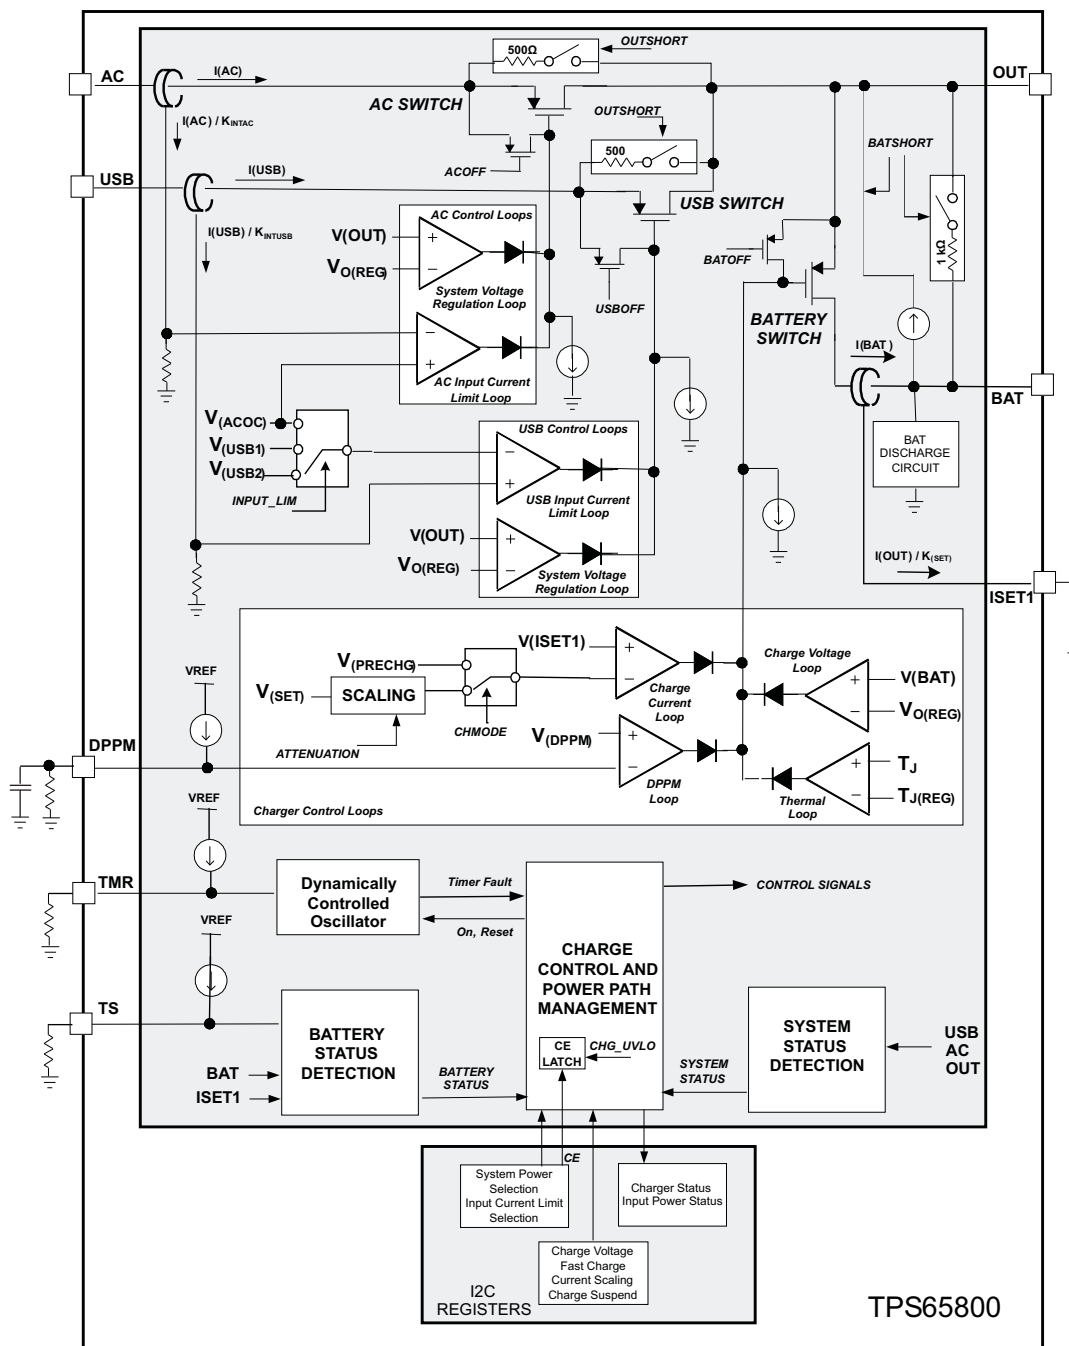 500Ω
OUTSHORT
AC
I(AC)
OUT
AC SWITCH
I(AC) / KINTAC
OUTSHORT
500
BATSHORT
ACOFF
USB
I(USB)
USB SWITCH
I(USB) / KINTUSB
AC Control Loops
V(OUT)
+
VO(REG)
−
System Voltage
Regulation Loop
BATOFF
USBOFF
1 kΩ
BATTERY
SWITCH
−
+
AC Input Current
Limit Loop
I(BAT)
BAT
V(ACOC)
V(USB1)
V(USB2)
INPUT_LIM
USB Control Loops
−
+
USB Input Current
Limit Loop
BAT
DISCHARGE
CIRCUIT
V(OUT)
+
VO(REG)
−
System Voltage
Regulation Loop
I(OUT) / K(SET)
ISET1
V(ISET1)
+
−
Charge
Current
Loop
Charge Voltage
Loop
V(BAT)
+
VO(REG)
−
VREF
V(PRECHG)
V(SET)
SCALING
ATTENUATION
CHMODE
V(DPPM)
+
−
DPPM
Loop
TJ
+
TJ(REG)
−
Thermal
Loop
DPPM
Charger Control Loops
VREF
TMR
Dynamically
Controlled
Oscillator
Timer Fault
On, Reset
CONTROL SIGNALS
VREF
CHARGE
CONTROL AND
POWER PATH
MANAGEMENT
TS
BATTERY
STATUS
DETECTION
BAT
ISET1
BATTERY
STATUS
CE
LATCH
CHG_UVLO
SYSTEM
STATUS
SYSTEM
STATUS
DETECTION
USB
AC
OUT
CE
System Power
Selection
Input Current Limit
Selection
Charger Status
Input Power Status
Charge Voltage
Fast Charge
Current Scaling
Charge Suspend
I2C
REGISTERS
TPS65800